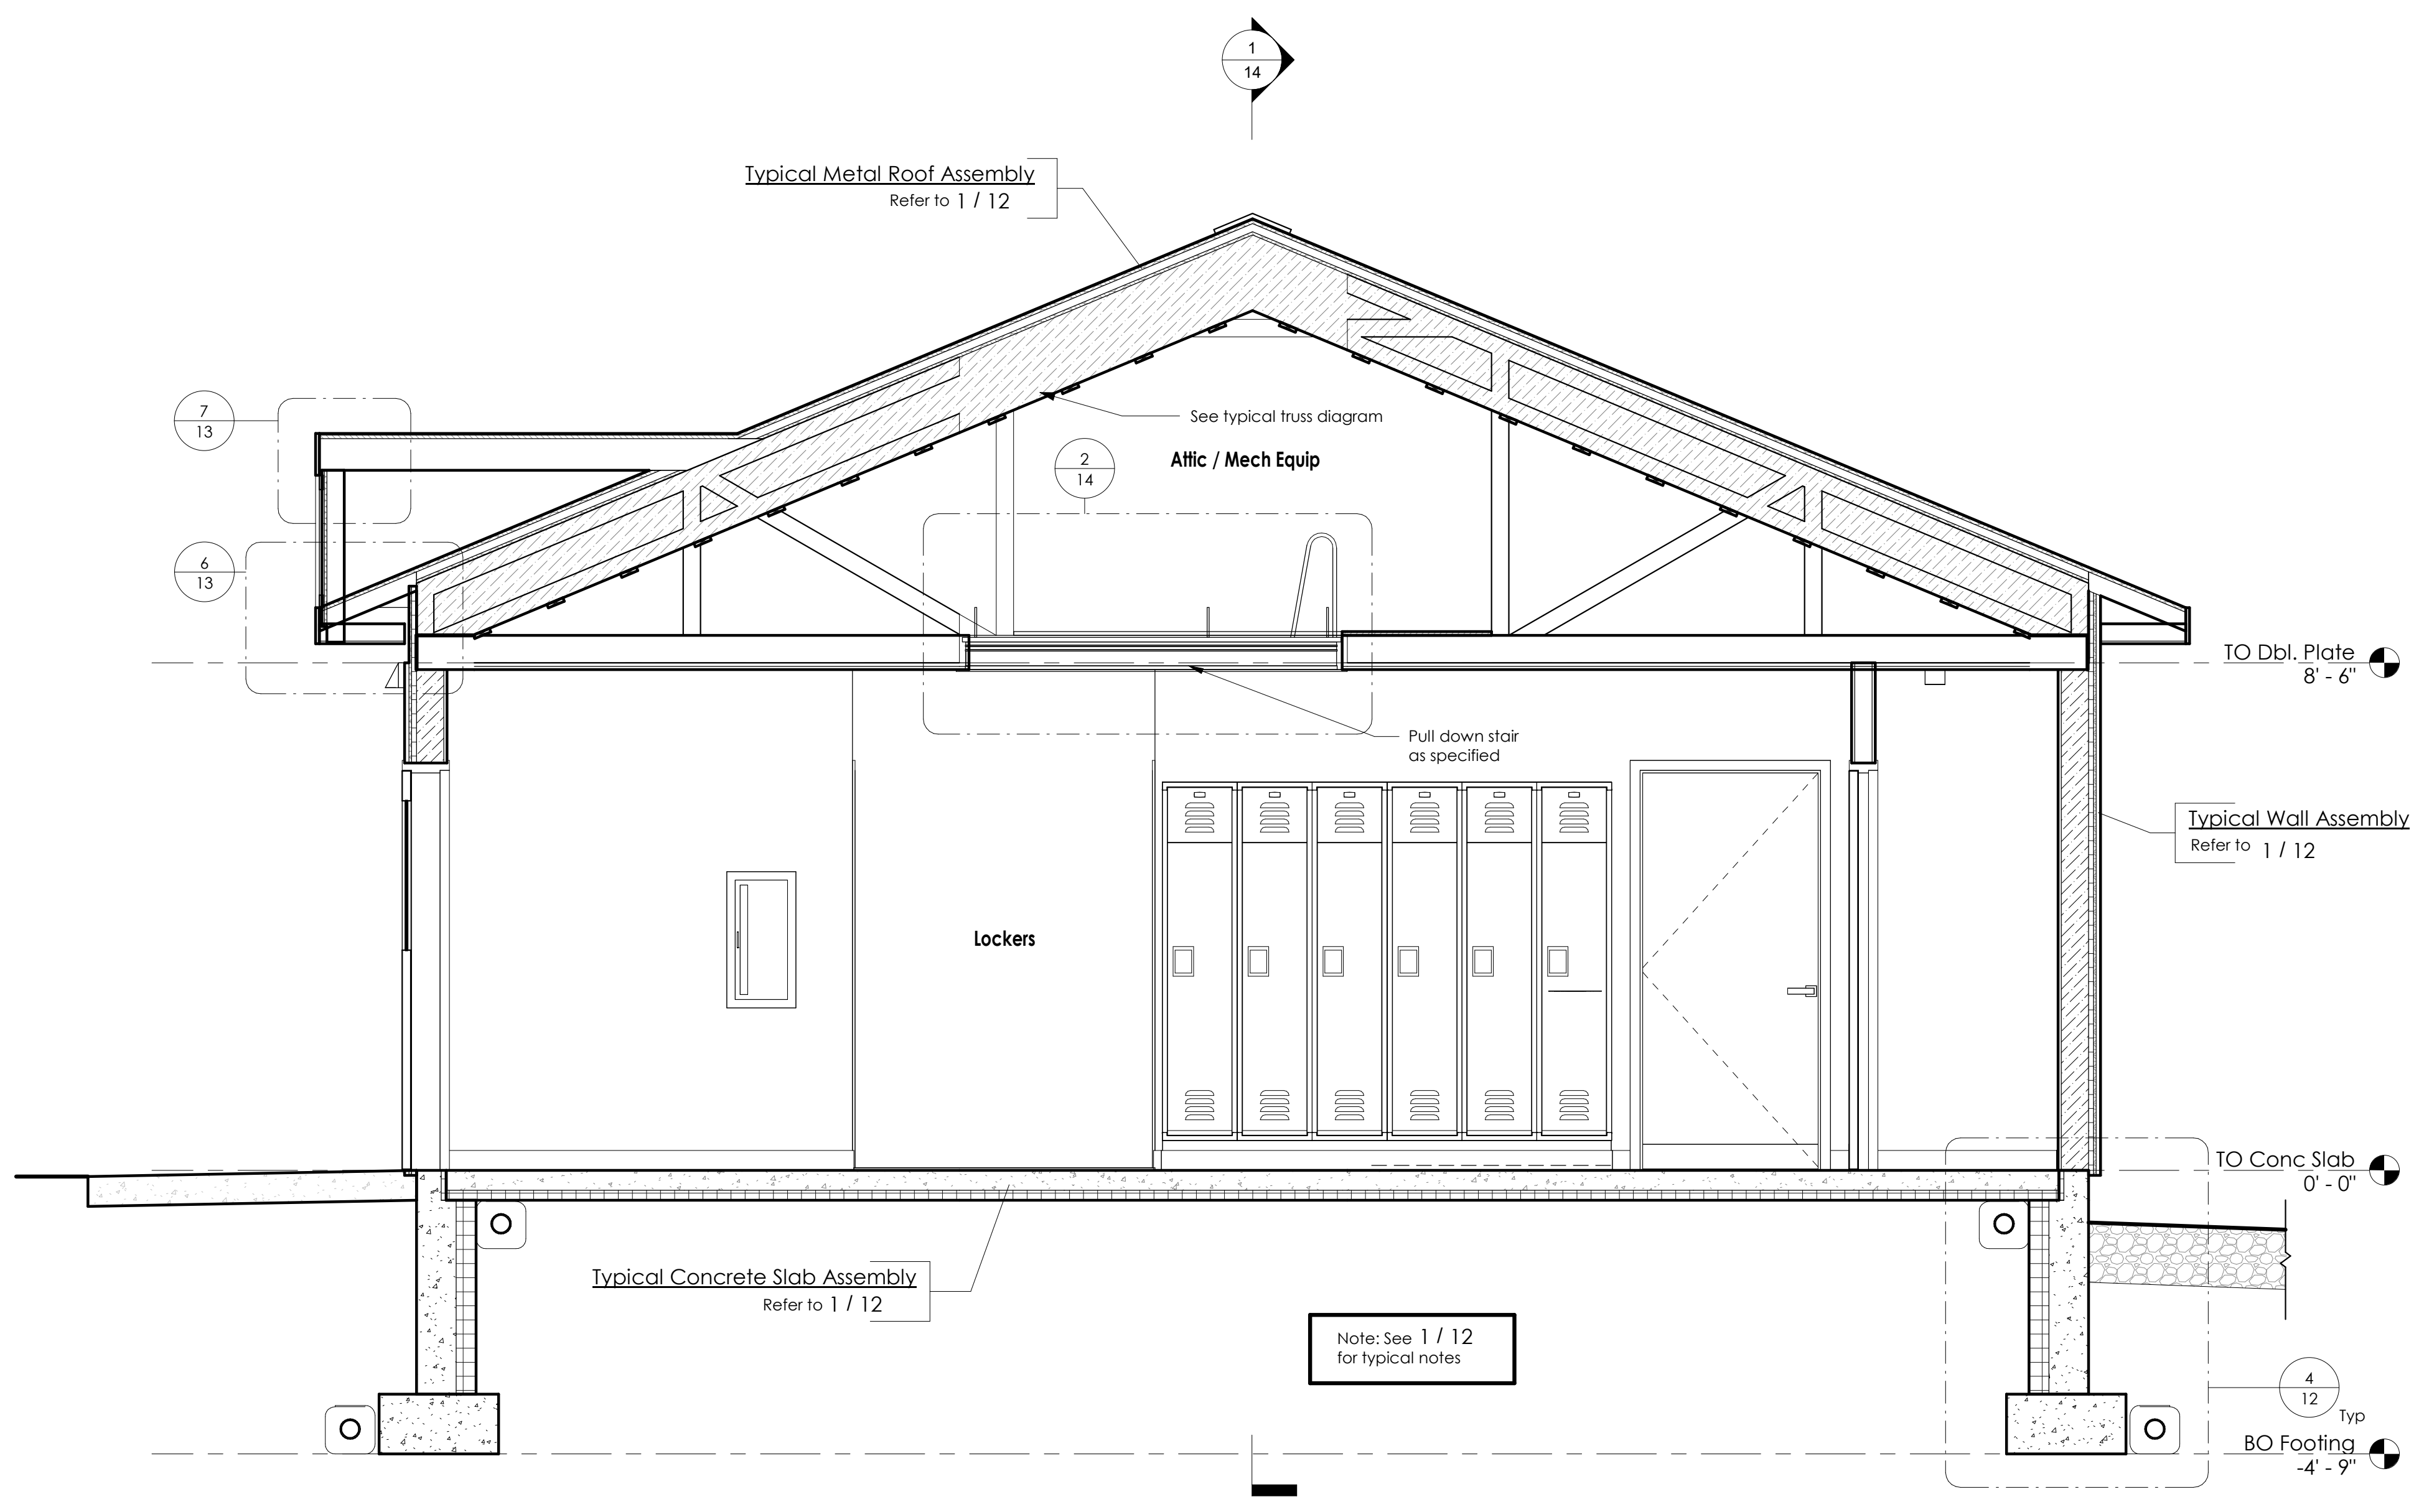 1
14
Typical Metal Roof Assembly
Refer to 1 / 12
7
13
See typical truss diagram
2
14
Attic / Mech Equip
6
13
TO Dbl. Plate
8' - 6"
Pull down stair
as specified
Typical Wall Assembly
Refer to 1 / 12
Lockers
TO Conc Slab
0' - 0"
Typical Concrete Slab Assembly
Refer to 1 / 12
Note: See 1 / 12
for typical notes
4
12
Typ
BO Footing
-4' - 9"